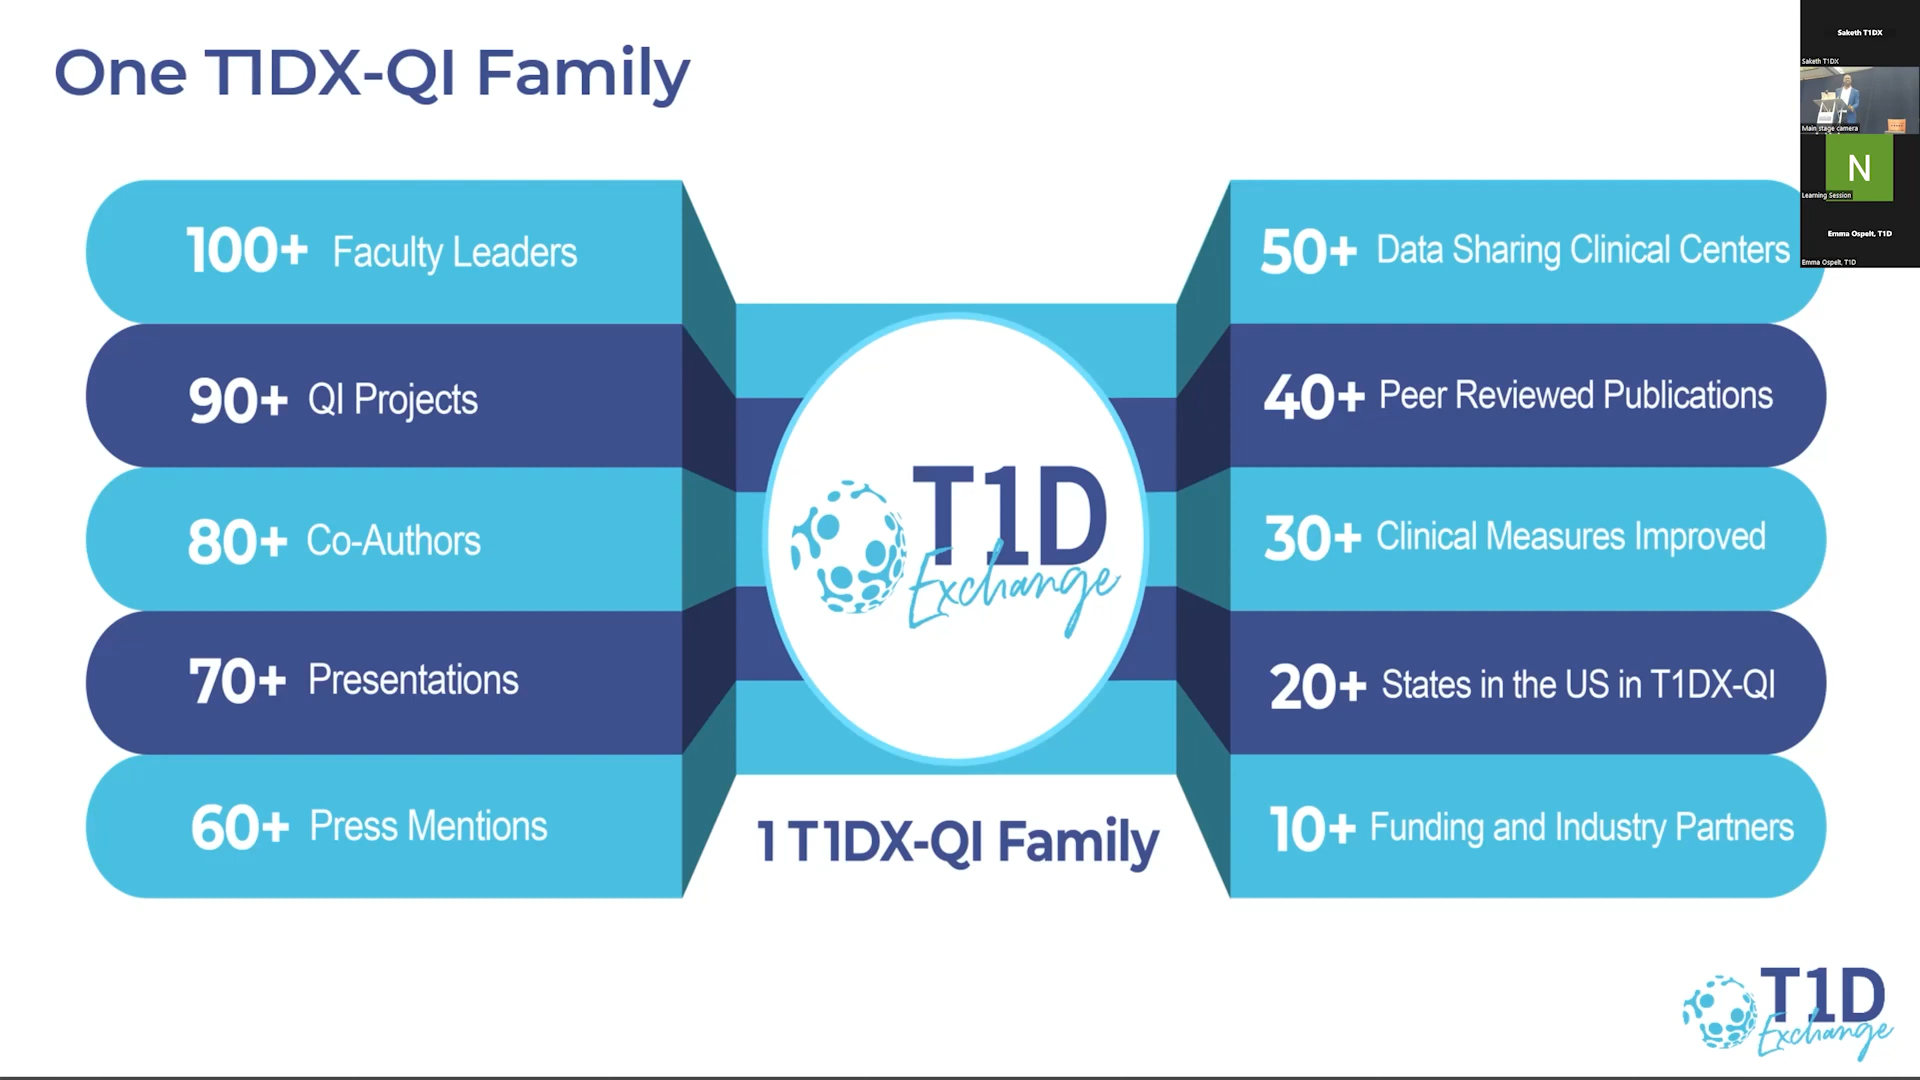 One T1DX-QI Family
100+ Faculty Leaders
90+ QI Projects
80+ Co-Authors
70+ Presentations
60+ Press Mentions
T1D
Exchange
1 T1DX-QI Family
50+ Data Sharing Clinical Centers
40+ Peer Reviewed Publications
30+ Clinical Measures Improved
20+ States in the US in T1DX-QI
10+ Funding and Industry Partners
Saketh T1DX
Saketh T1DX
Main stage camera
N
Learning Session
Emma Ospelt, T1D
Emma Ospelt, T1D
T1D
Exchange